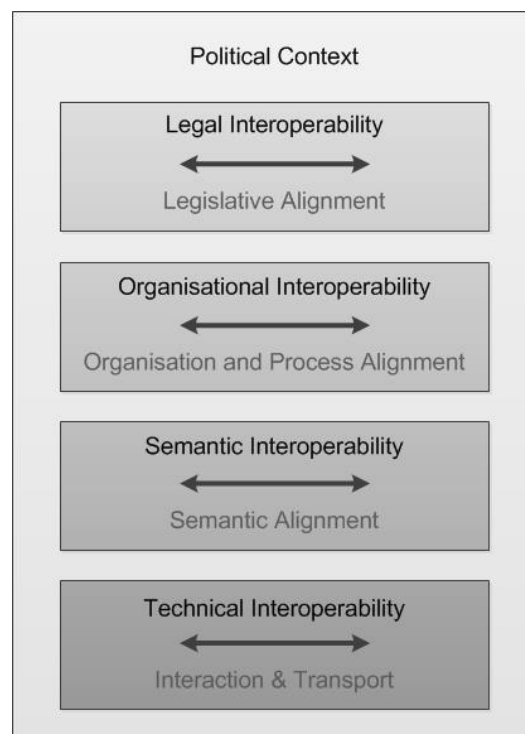 Political Context
Legal Interoperability
Legislative Alignment
Organisational Interoperability
Organisation and Process Alignment
Semantic Interoperability
Semantic Alignment
Technical Interoperability
Interaction & Transport